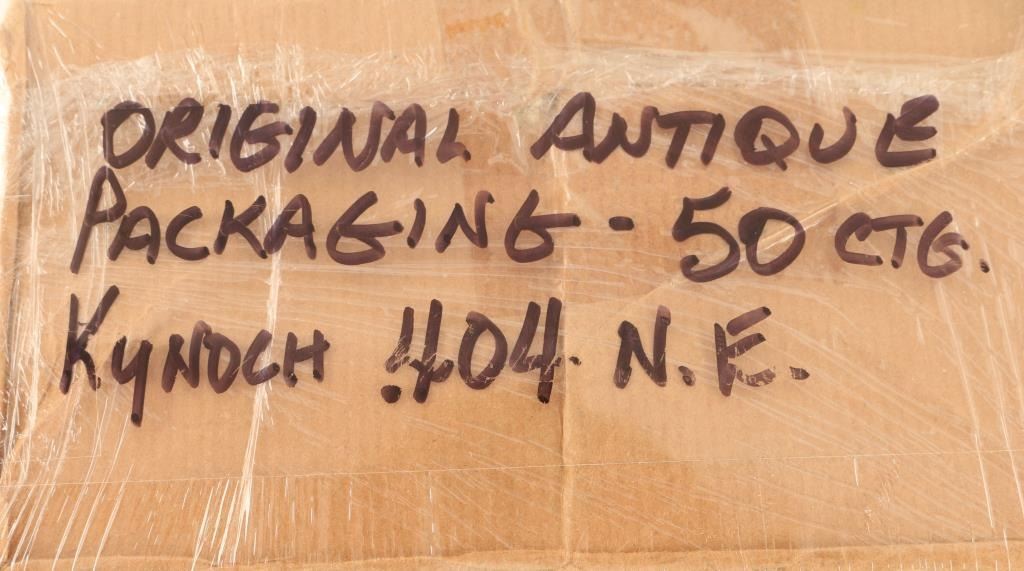 ORIGINAL ANTIQUE
PACKAGING - 50 CTG.
KYNOCH .404 N.E.